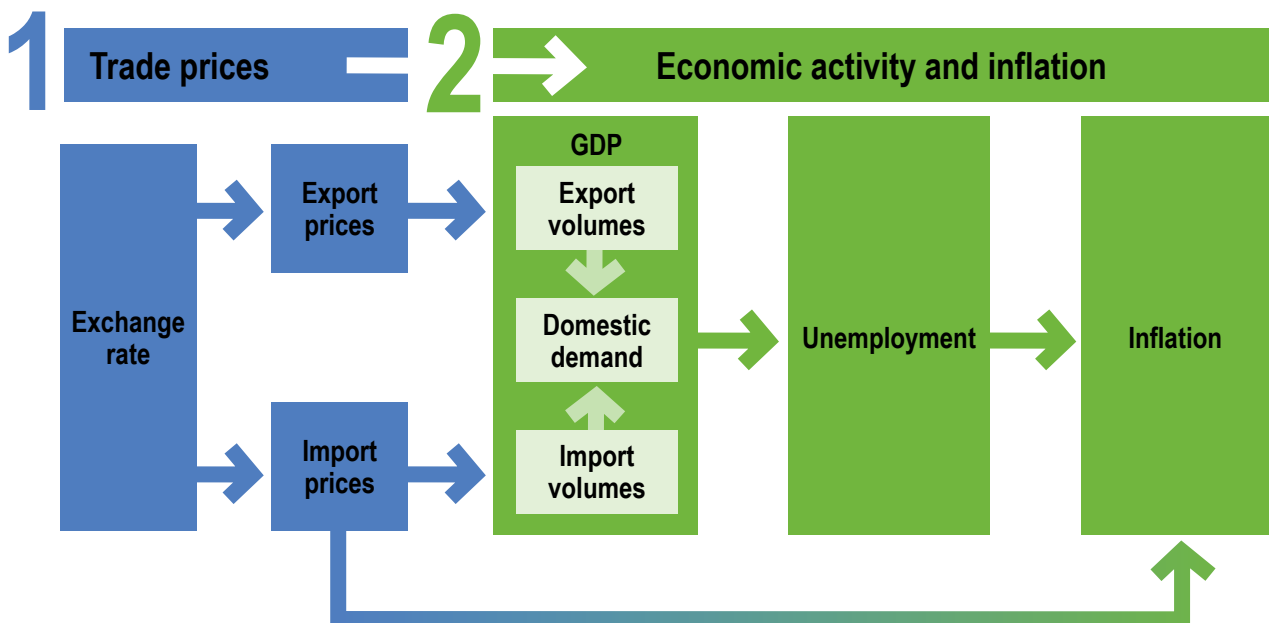 1
Trade prices
2
Economic activity and inflation
Exchange
rate
Export
prices
Import
prices
GDP
Export
volumes
Domestic
demand
Import
volumes
Unemployment
Inflation